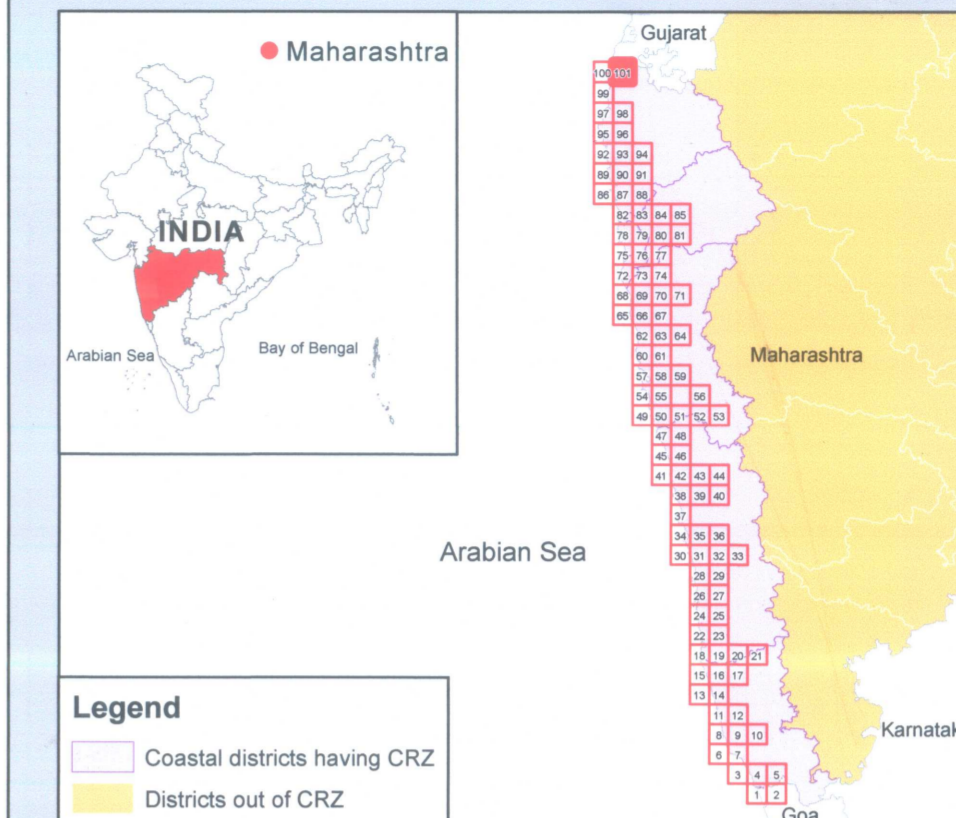 Maharashtra
INDIA
Arabian Sea
Bay of Bengal
Gujarat
100 101
99
97 98
95 96
92 93 94
89 90 91
86 87 88
82 83 84 85
78 79 80 81
75 76 77
72 73 74
68 69 70 71
65 66 67
62 63 64
60 61
Maharashtra
57 58 59
54 55 56
49 50 51 52 53
47 48
45 46
41 42 43 44
38 39 40
37
34 35 36
Arabian Sea
30 31 32 33
28 29
26 27
24 25
22 23
18 19 20 21
15 16 17
13 14
11 12
8 9 10
Karnatak
6 7
3 4 5
1 2
Goa
Legend
Coastal districts having CRZ
Districts out of CRZ